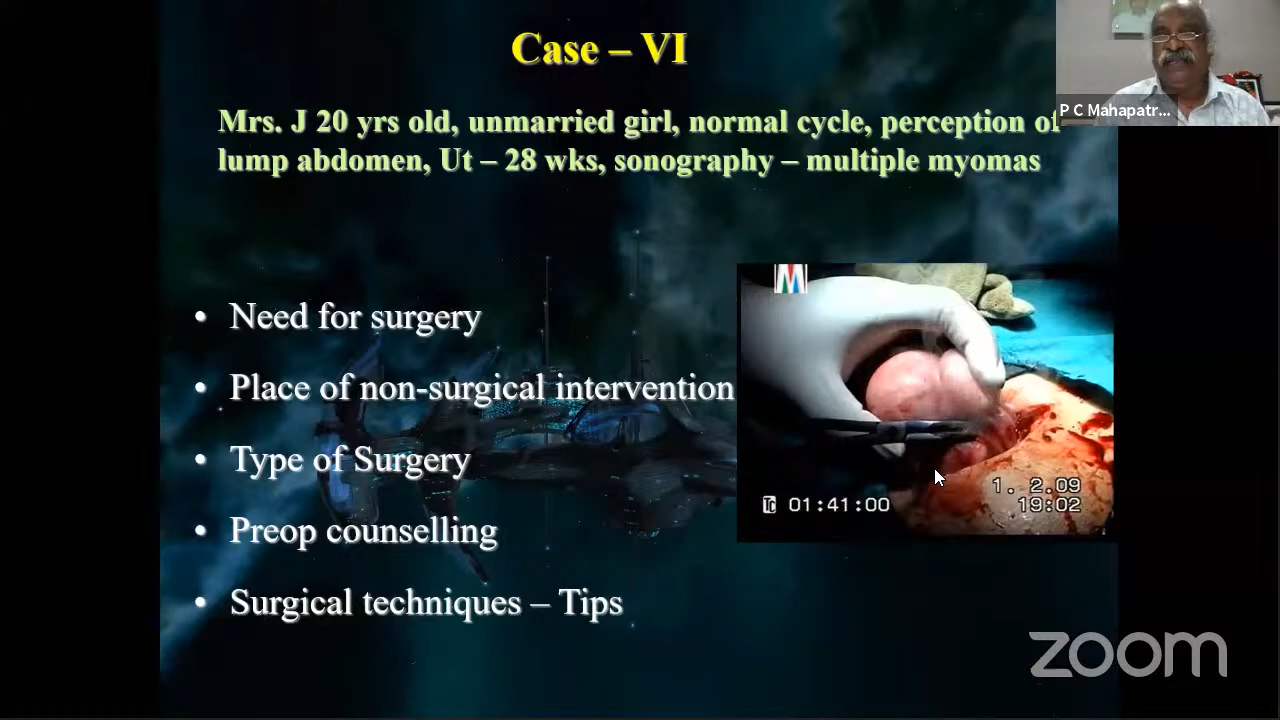 Case – VI
P C Mahapatr...
Mrs. J 20 yrs old, unmarried girl, normal cycle, perception of
lump abdomen, Ut – 28 wks, sonography – multiple myomas
• Need for surgery
• Place of non-surgical intervention
• Type of Surgery
• Preop counselling
• Surgical techniques – Tips
M
1. 2.09
Tc 01:41:00
19:02
zoom